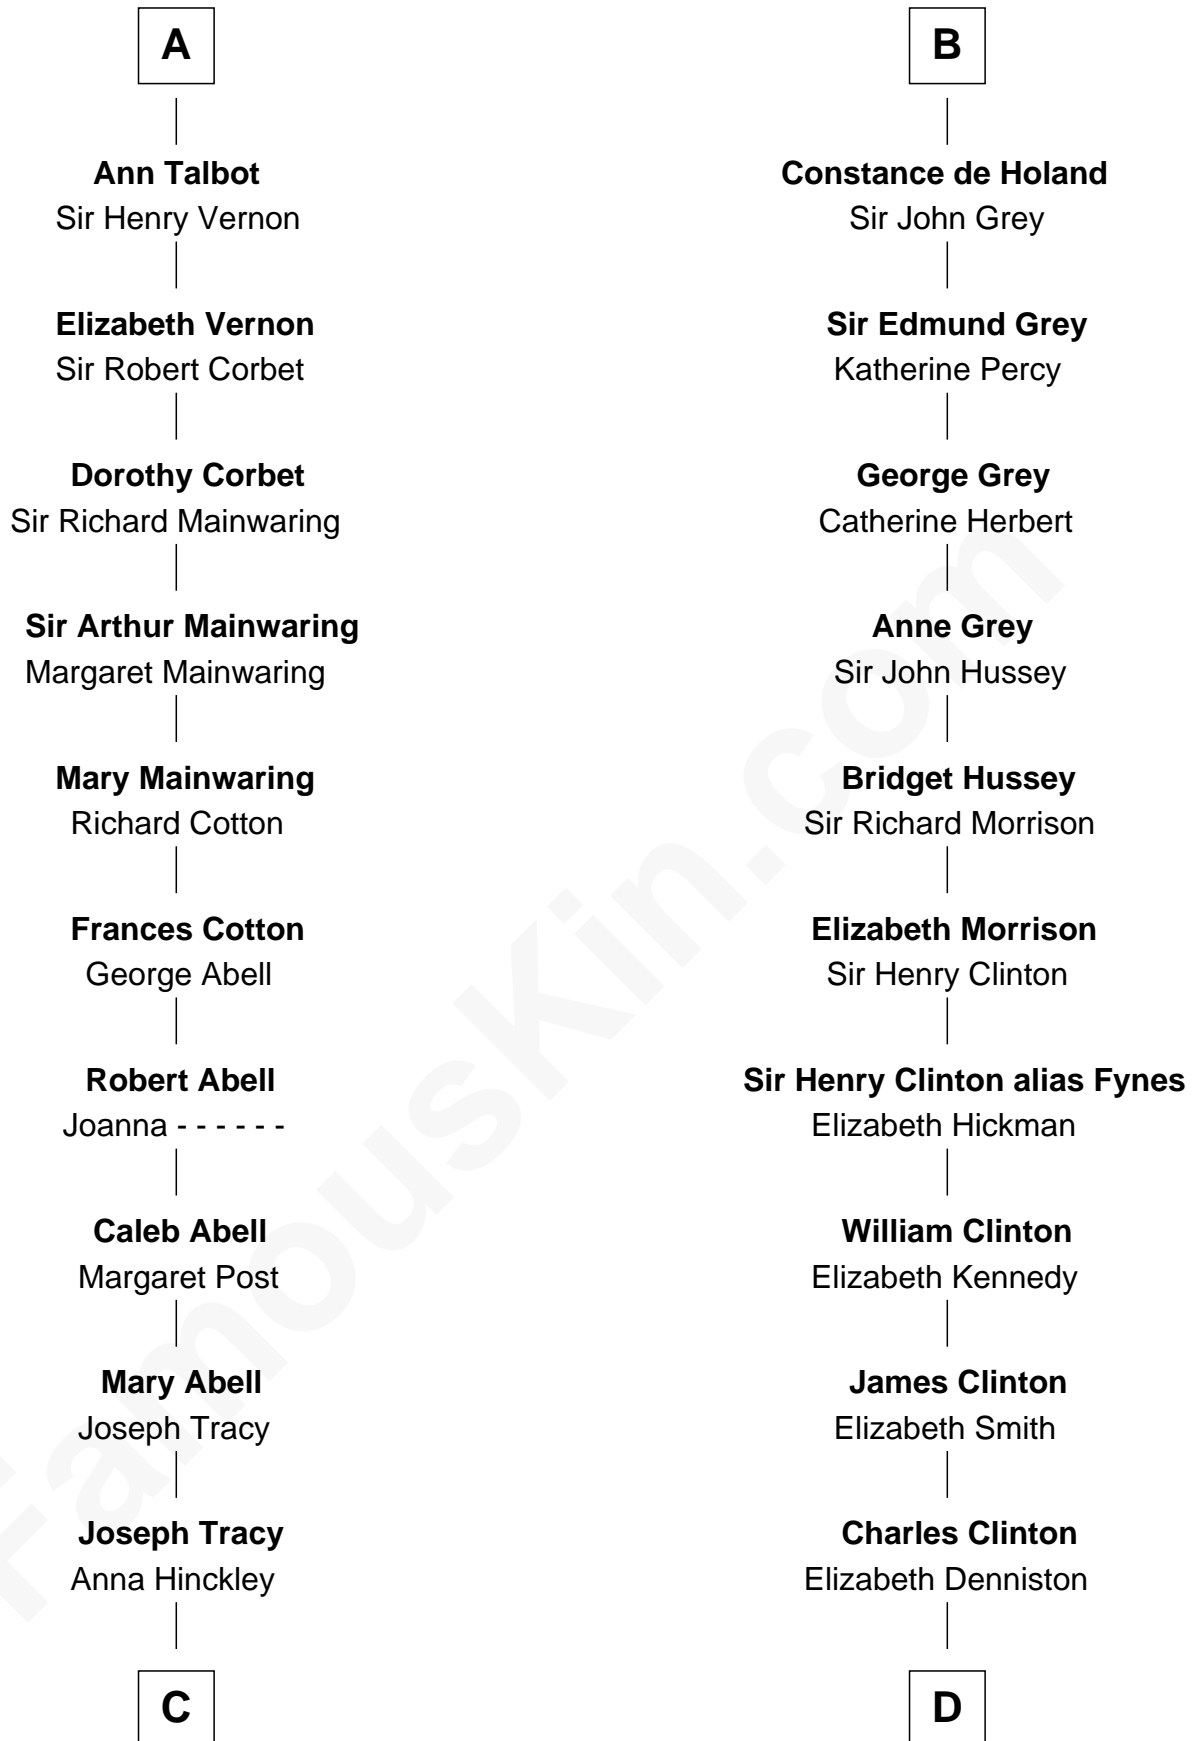 A
Ann Talbot
Sir Henry Vernon
Elizabeth Vernon
Sir Robert Corbet
Dorothy Corbet
Sir Richard Mainwaring
Sir Arthur Mainwaring
Margaret Mainwaring
Mary Mainwaring
Richard Cotton
Frances Cotton
George Abell
Robert Abell
Joanna - - - - - -
Caleb Abell
Margaret Post
Mary Abell
Joseph Tracy
Joseph Tracy
Anna Hinckley
C
B
Constance de Holand
Sir John Grey
Sir Edmund Grey
Katherine Percy
George Grey
Catherine Herbert
Anne Grey
Sir John Hussey
Bridget Hussey
Sir Richard Morrison
Elizabeth Morrison
Sir Henry Clinton
Sir Henry Clinton alias Fynes
Elizabeth Hickman
William Clinton
Elizabeth Kennedy
James Clinton
Elizabeth Smith
Charles Clinton
Elizabeth Denniston
D
FamousKin.com